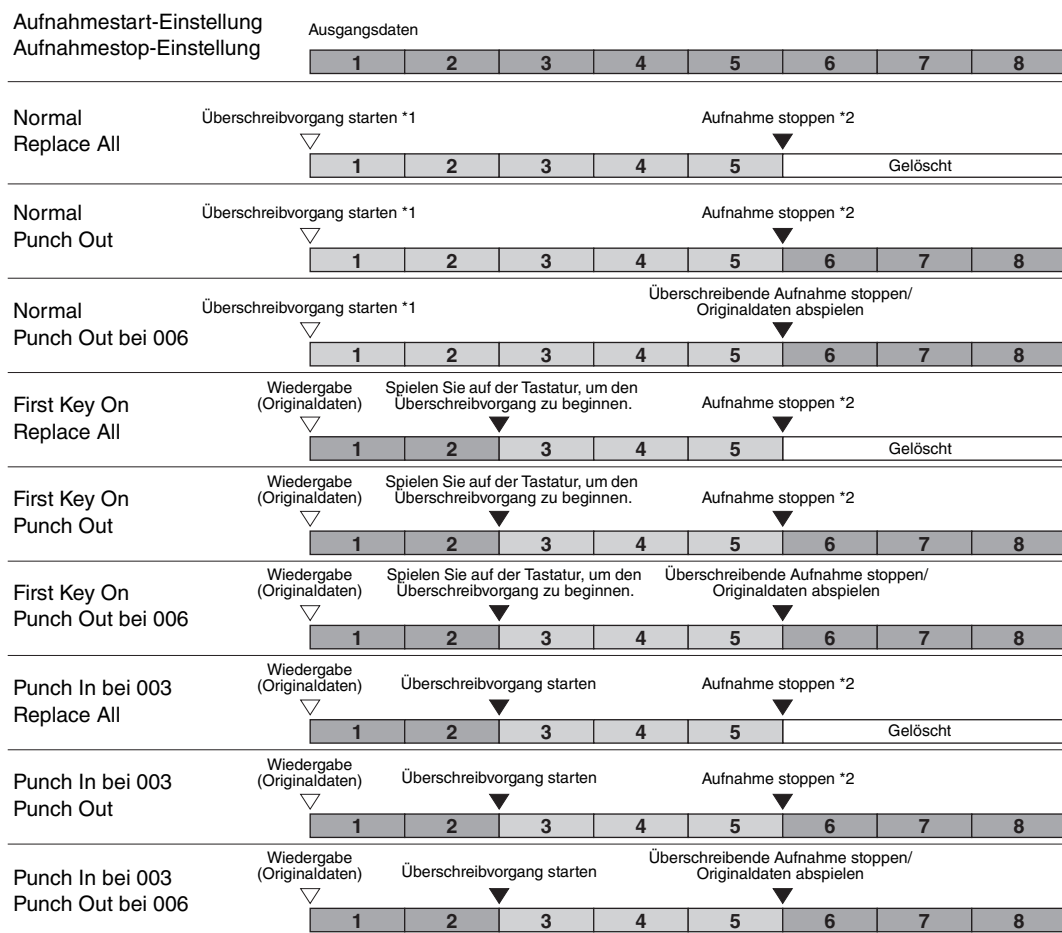 Aufnahmestart-Einstellung
Aufnahmestop-Einstellung
Ausgangsdaten
1 2 3 4 5 6 7 8
Normal
Replace All
Überschreibvorgang starten *1
Aufnahme stoppen *2
1 2 3 4 5 Gelöscht
Normal
Punch Out
Überschreibvorgang starten *1
Aufnahme stoppen *2
1 2 3 4 5 6 7 8
Normal
Punch Out bei 006
Überschreibvorgang starten *1
Überschreibende Aufnahme stoppen/
Originaldaten abspielen
1 2 3 4 5 6 7 8
First Key On
Replace All
Wiedergabe
(Originaldaten)
Spielen Sie auf der Tastatur, um den
Überschreibvorgang zu beginnen.
Aufnahme stoppen *2
1 2 3 4 5 Gelöscht
First Key On
Punch Out
Wiedergabe
(Originaldaten)
Spielen Sie auf der Tastatur, um den
Überschreibvorgang zu beginnen.
Aufnahme stoppen *2
1 2 3 4 5 6 7 8
First Key On
Punch Out bei 006
Wiedergabe
(Originaldaten)
Spielen Sie auf der Tastatur, um den
Überschreibvorgang zu beginnen.
Überschreibende Aufnahme stoppen/
Originaldaten abspielen
1 2 3 4 5 6 7 8
Punch In bei 003
Replace All
Wiedergabe
(Originaldaten)
Überschreibvorgang starten
Aufnahme stoppen *2
1 2 3 4 5 Gelöscht
Punch In bei 003
Punch Out
Wiedergabe
(Originaldaten)
Überschreibvorgang starten
Aufnahme stoppen *2
1 2 3 4 5 6 7 8
Punch In bei 003
Punch Out bei 006
Wiedergabe
(Originaldaten)
Überschreibvorgang starten
Überschreibende Aufnahme stoppen/
Originaldaten abspielen
1 2 3 4 5 6 7 8